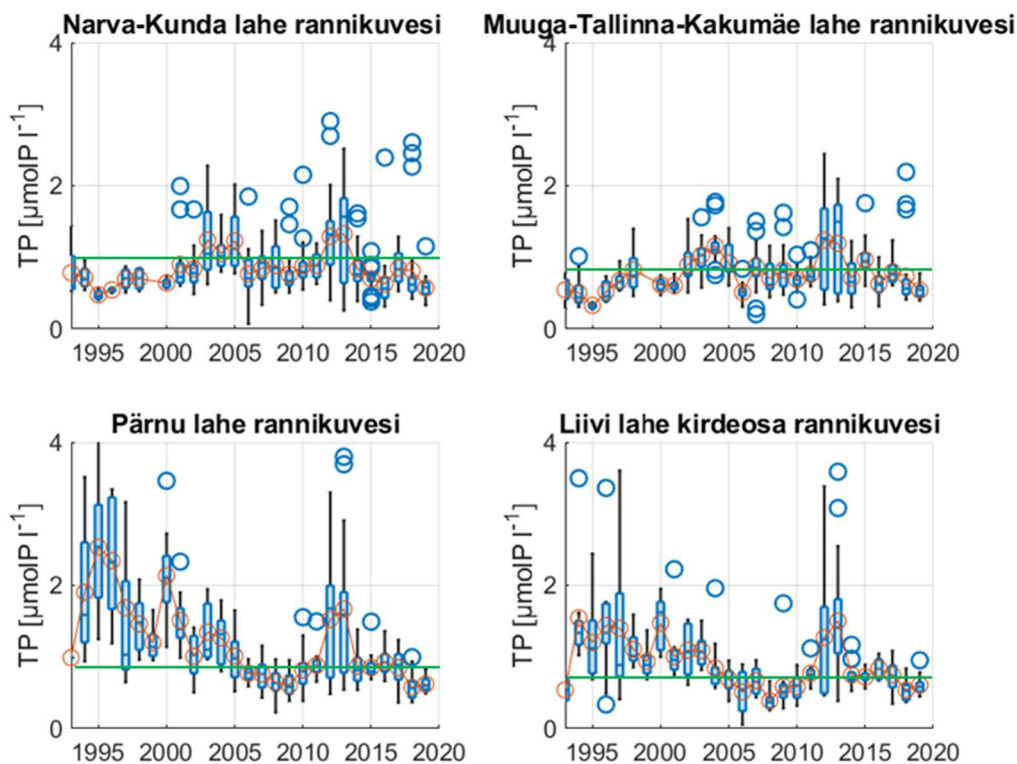 Narva-Kunda lahe rannikuvesi
4
2
0
TP [µmolP l⁻¹]
1995 2000 2005 2010 2015 2020
Muuga-Tallinna-Kakumäe lahe rannikuvesi
4
2
0
TP [µmolP l⁻¹]
1995 2000 2005 2010 2015 2020
Pärnu lahe rannikuvesi
4
2
0
TP [µmolP l⁻¹]
1995 2000 2005 2010 2015 2020
Liivi lahe kirdeosa rannikuvesi
4
2
0
TP [µmolP l⁻¹]
1995 2000 2005 2010 2015 2020